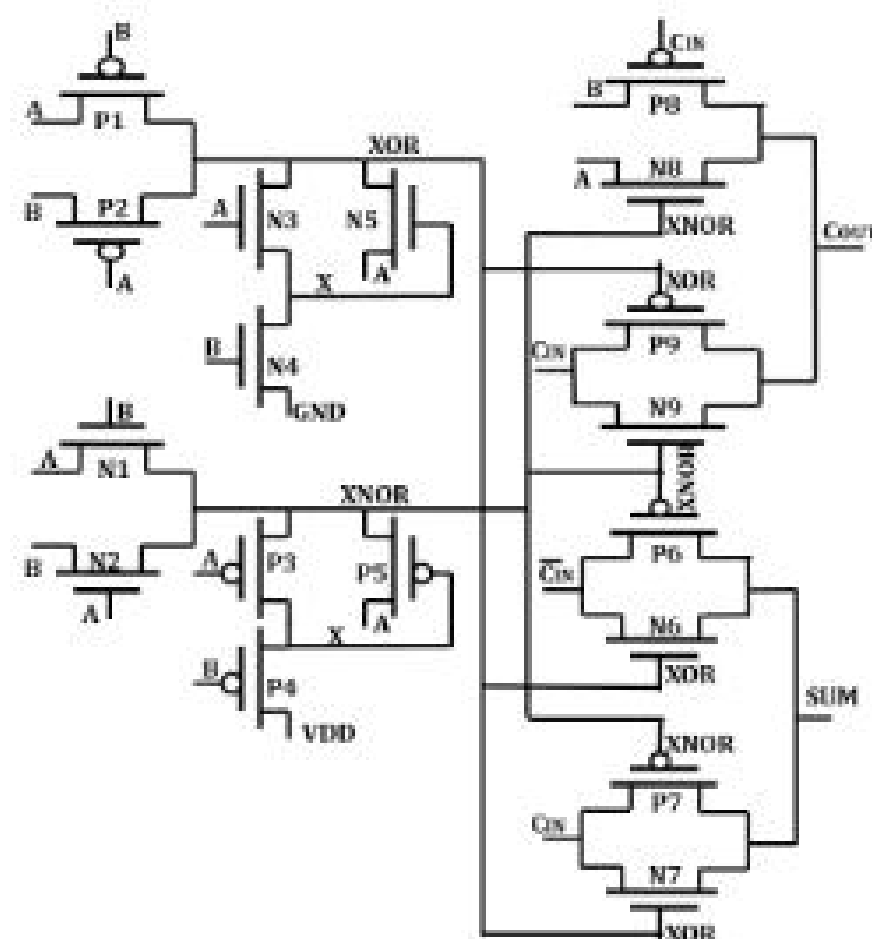 B
A
P1
B
P2
A
XOR
A
N3
N5
A
X
B
N4
GND
B
A
N1
XNOR
B
N2
A
A
P3
P5
A
X
B
P4
VDD
CIN
B
P8
A
N8
XNOR
COUT
XOR
P9
CIN
N9
XNOR
P6
C̅I̅N̅
N6
XOR
SUM
XNOR
P7
CIN
N7
XOR